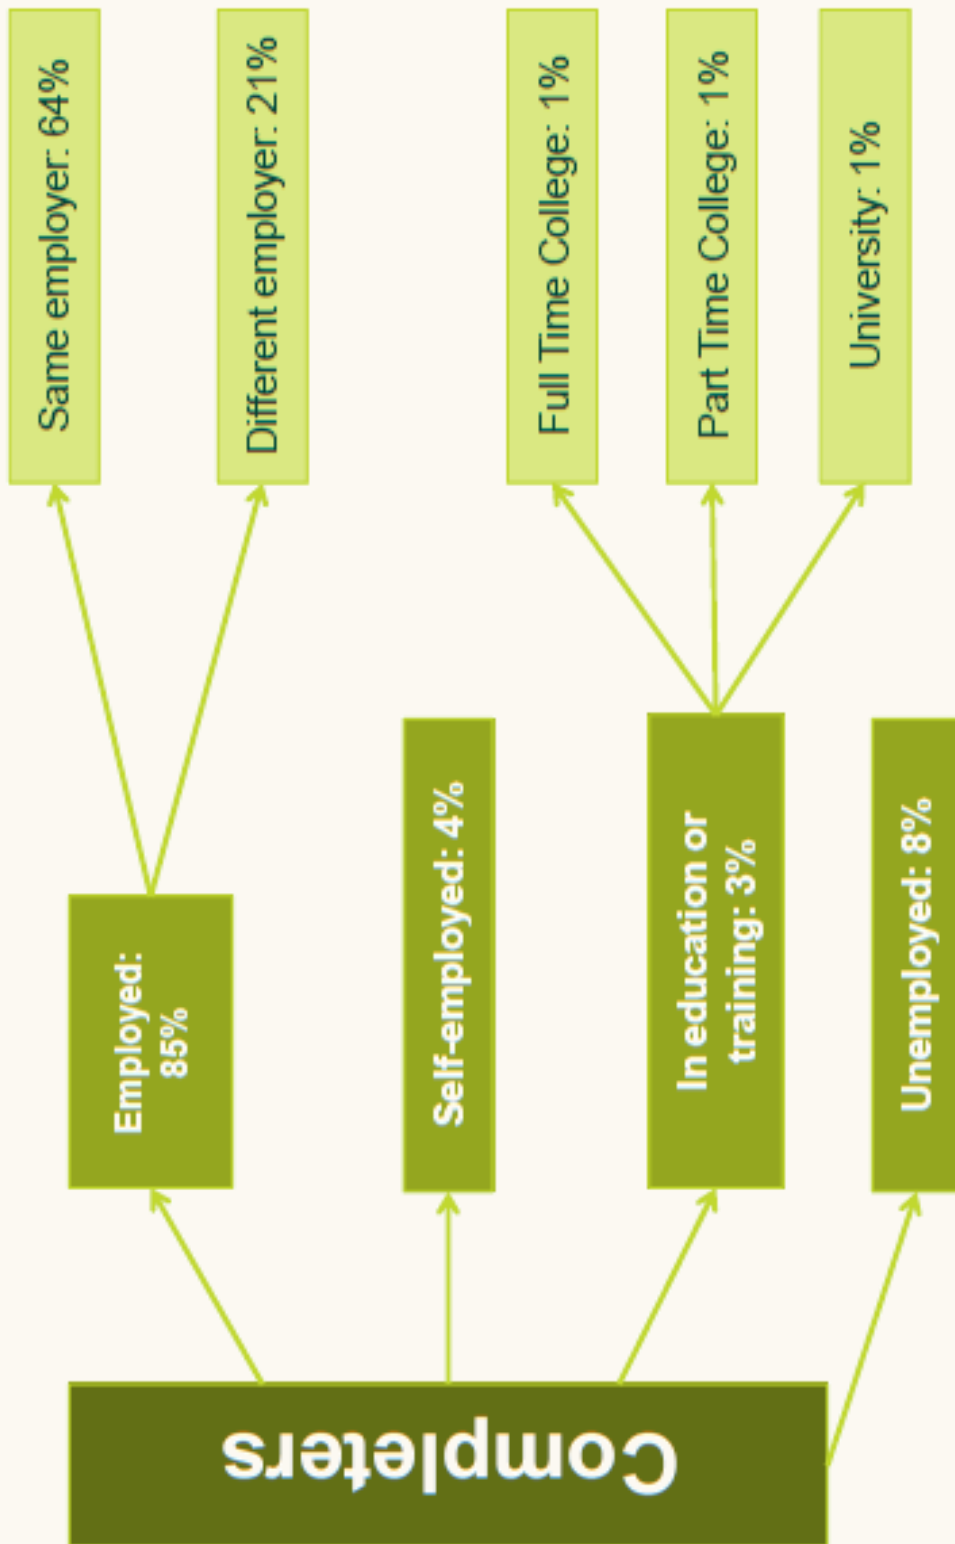 Completers
Employed:
85%
Same employer: 64%
Different employer: 21%
Self-employed: 4%
In education or
training: 3%
Full Time College: 1%
Part Time College: 1%
University: 1%
Unemployed: 8%